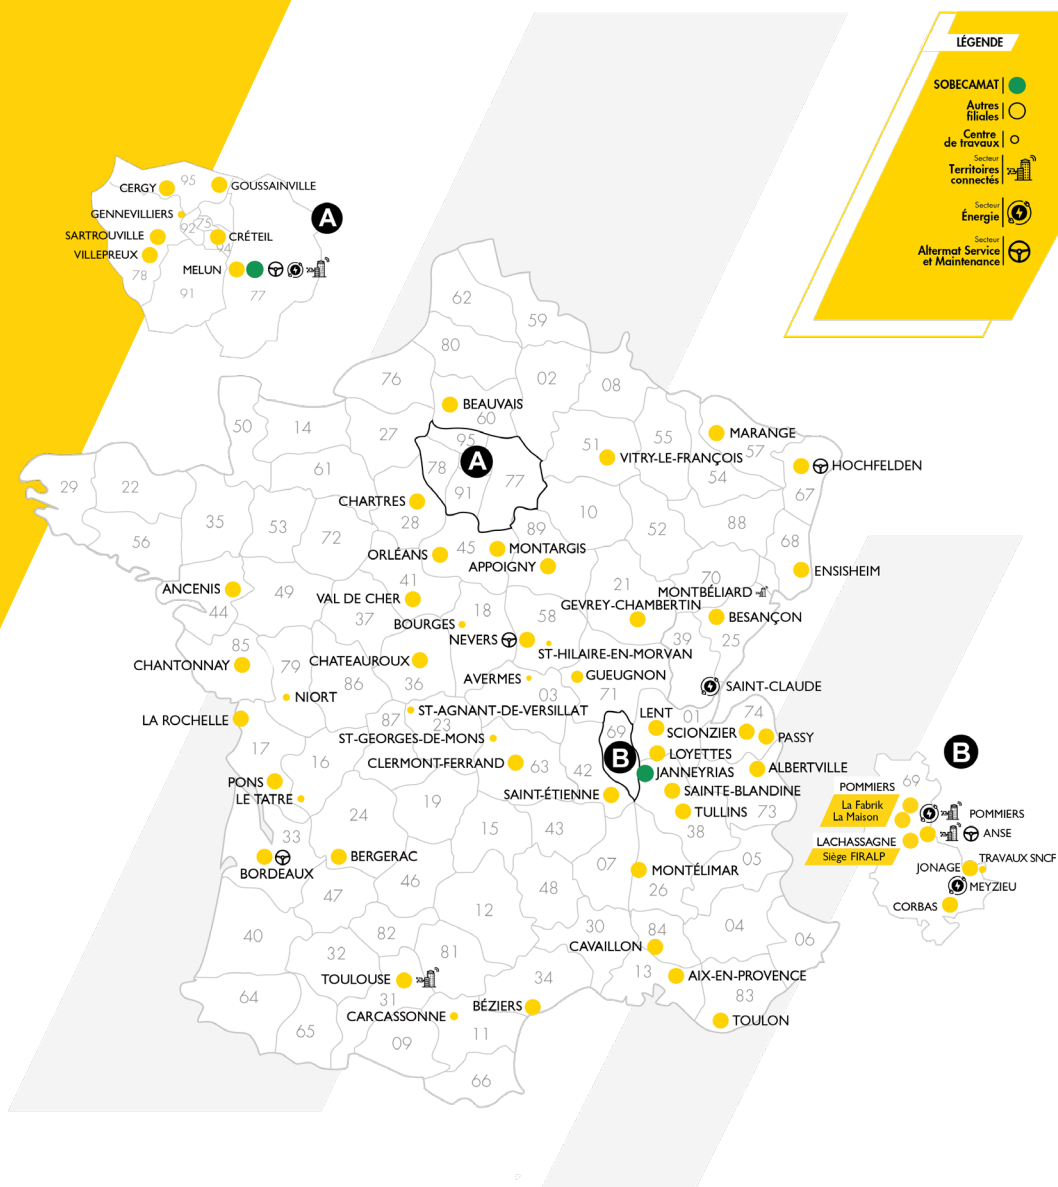 LÉGENDE
SOBECAMAT
Autres
filiales
Centre
de travaux
Secteur
Territoires
connectés
Secteur
Énergie
Secteur
Altermat Service
et Maintenance
CERGY
95
GOUSSAINVILLE
GENNEVILLIERS
92
75
A
SARTROUVILLE
CRÉTEIL
94
VILLEPREUX
78
MELUN
91
77
62
59
80
76
02
08
BEAUVAIS
60
50
14
27
95
A
51
55
MARANGE
57
VITRY-LE-FRANÇOIS
54
HOCHFELDEN
29
22
61
78
77
91
67
CHARTRES
28
35
53
72
10
52
88
56
89
68
ORLÉANS
45
MONTARGIS
APPOIGNY
ENSISHEIM
ANCENIS
49
41
VAL DE CHER
21
70
MONTBÉLIARD
44
37
18
58
GEVREY-CHAMBERTIN
BESANÇON
BOURGES
85
NEVERS
39
25
CHANTONNAY
79
CHATEAUROUX
ST-HILAIRE-EN-MORVAN
86
36
AVERMES
GUEUGNON
SAINT-CLAUDE
NIORT
03
71
LA ROCHELLE
87
ST-AGNANT-DE-VERSILLAT
23
LENT
01
74
69
SCIONZIER
PASSY
17
16
ST-GEORGES-DE-MONS
B
LOYETTES
CLERMONT-FERRAND
63
42
JANNEYRIAS
ALBERTVILLE
PONS
LE TATRE
SAINT-ÉTIENNE
SAINTE-BLANDINE
19
TULLINS
73
24
33
15
43
38
BORDEAUX
BERGERAC
07
MONTÉLIMAR
05
47
46
48
26
12
40
82
30
84
04
06
32
81
CAVAILLON
TOULOUSE
34
13
AIX-EN-PROVENCE
64
31
83
CARCASSONNE
BÉZIERS
TOULON
65
09
11
66
B
69
POMMIERS
La Fabrik
La Maison
POMMIERS
ANSE
LACHASSAGNE
Siège FIRALP
TRAVAUX SNCF
JONAGE
MEYZIEU
CORBAS